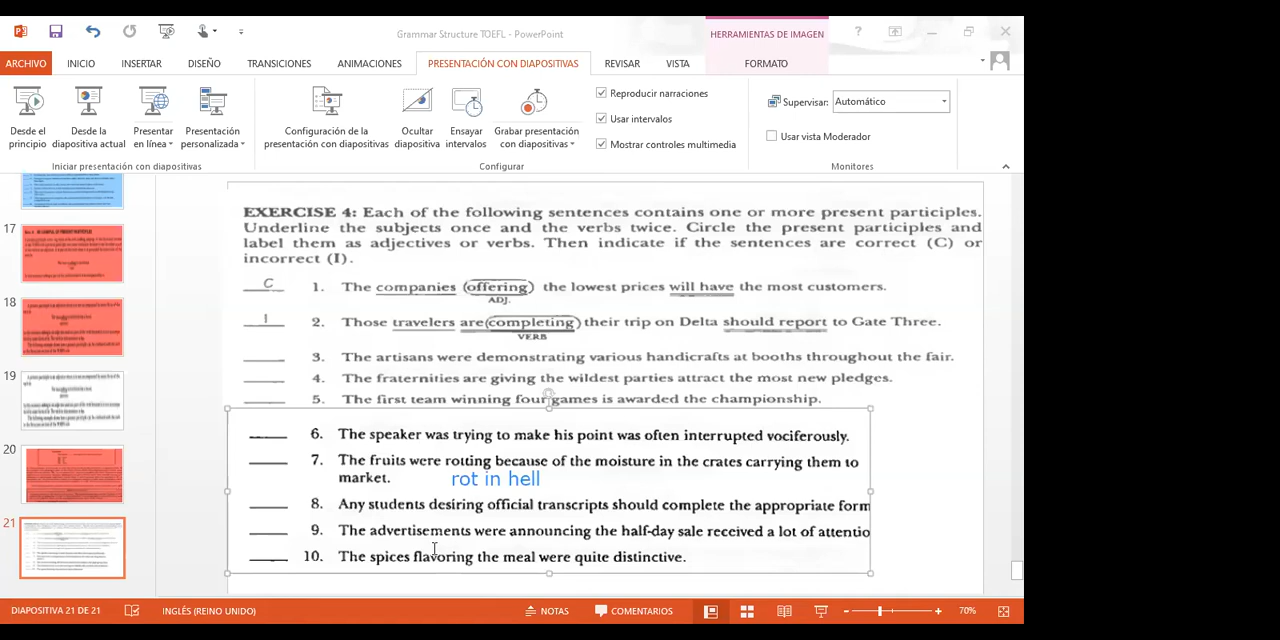 Grammar Structure TOEFL - PowerPoint
HERRAMIENTAS DE IMAGEN
ARCHIVO INICIO INSERTAR DISEÑO TRANSICIONES ANIMACIONES PRESENTACIÓN CON DIAPOSITIVAS REVISAR VISTA FORMATO
Desde el principio
Desde la diapositiva actual
Presentar en línea
Presentación personalizada
Iniciar presentación con diapositivas
Configuración de la presentación con diapositivas
Ocultar diapositiva
Ensayar intervalos
Grabar presentación con diapositivas
Configurar
Reproducir narraciones
Usar intervalos
Mostrar controles multimedia
Supervisar: Automático
Usar vista Moderador
Monitores
17
18
19
20
21
EXERCISE 4: Each of the following sentences contains one or more present participles.
Underline the subjects once and the verbs twice. Circle the present participles and
label them as adjectives or verbs. Then indicate if the sentences are correct (C) or
incorrect (I).
C 1. The companies offering the lowest prices will have the most customers.
ADJ.
I 2. Those travelers are completing their trip on Delta should report to Gate Three.
VERB
3. The artisans were demonstrating various handicrafts at booths throughout the fair.
4. The fraternities are giving the wildest parties attract the most new pledges.
5. The first team winning four games is awarded the championship.
6. The speaker was trying to make his point was often interrupted vociferously.
7. The fruits were rotting because of the moisture in the crates carrying them to
market. rot in hell
8. Any students desiring official transcripts should complete the appropriate form
9. The advertisements were announcing the half-day sale received a lot of attentio
10. The spices flavoring the meal were quite distinctive.
DIAPOSITIVA 21 DE 21 INGLÉS (REINO UNIDO) NOTAS COMENTARIOS 70%